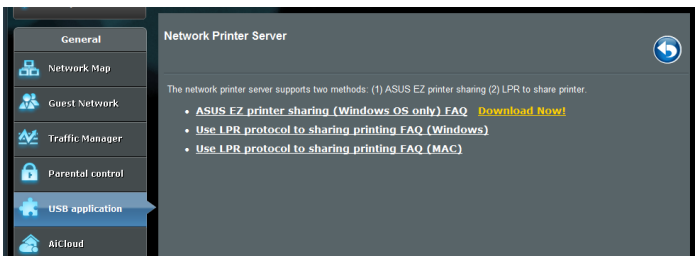 General
Network Map
Guest Network
Traffic Manager
Parental control
USB application
AiCloud
Network Printer Server
The network printer server supports two methods: (1) ASUS EZ printer sharing (2) LPR to share printer.
ASUS EZ printer sharing (Windows OS only) FAQ Download Now!
Use LPR protocol to sharing printing FAQ (Windows)
Use LPR protocol to sharing printing FAQ (MAC)